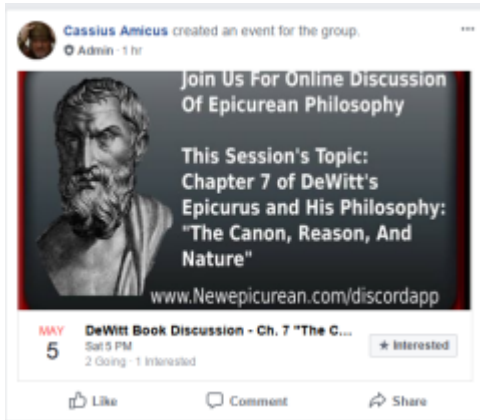 Cassius Amicus created an event for the group.
Admin · 1 hr
Join Us For Online Discussion
Of Epicurean Philosophy
This Session's Topic:
Chapter 7 of DeWitt's
Epicurus and His Philosophy:
"The Canon, Reason, And
Nature"
www.Newepicurean.com/discordapp
MAY
5
DeWitt Book Discussion - Ch. 7 "The C...
Sat 5 PM
2 Going · 1 Interested
★ Interested
Like
Comment
Share